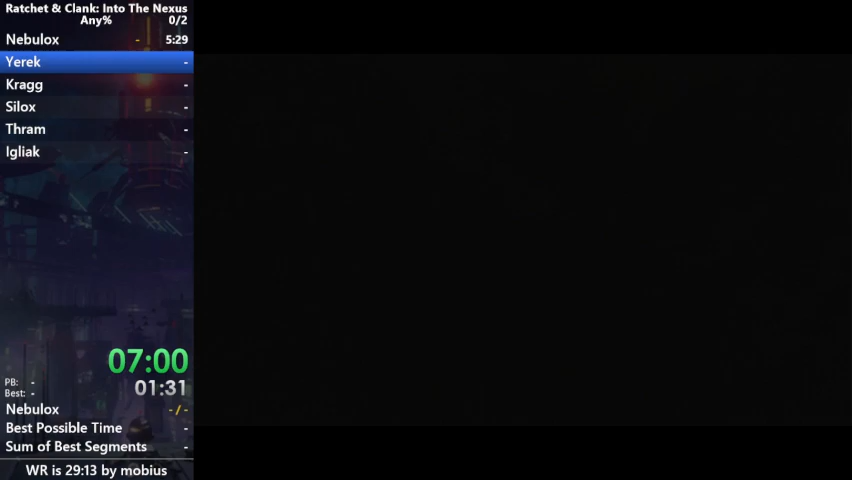 Ratchet & Clank: Into The Nexus
Any% 0/2
Nebulox - 5:29
Yerek -
Kragg -
Silox -
Thram -
Igliak -
07:00
PB: - 01:31
Best: -
Nebulox - / -
Best Possible Time -
Sum of Best Segments -
WR is 29:13 by mobius